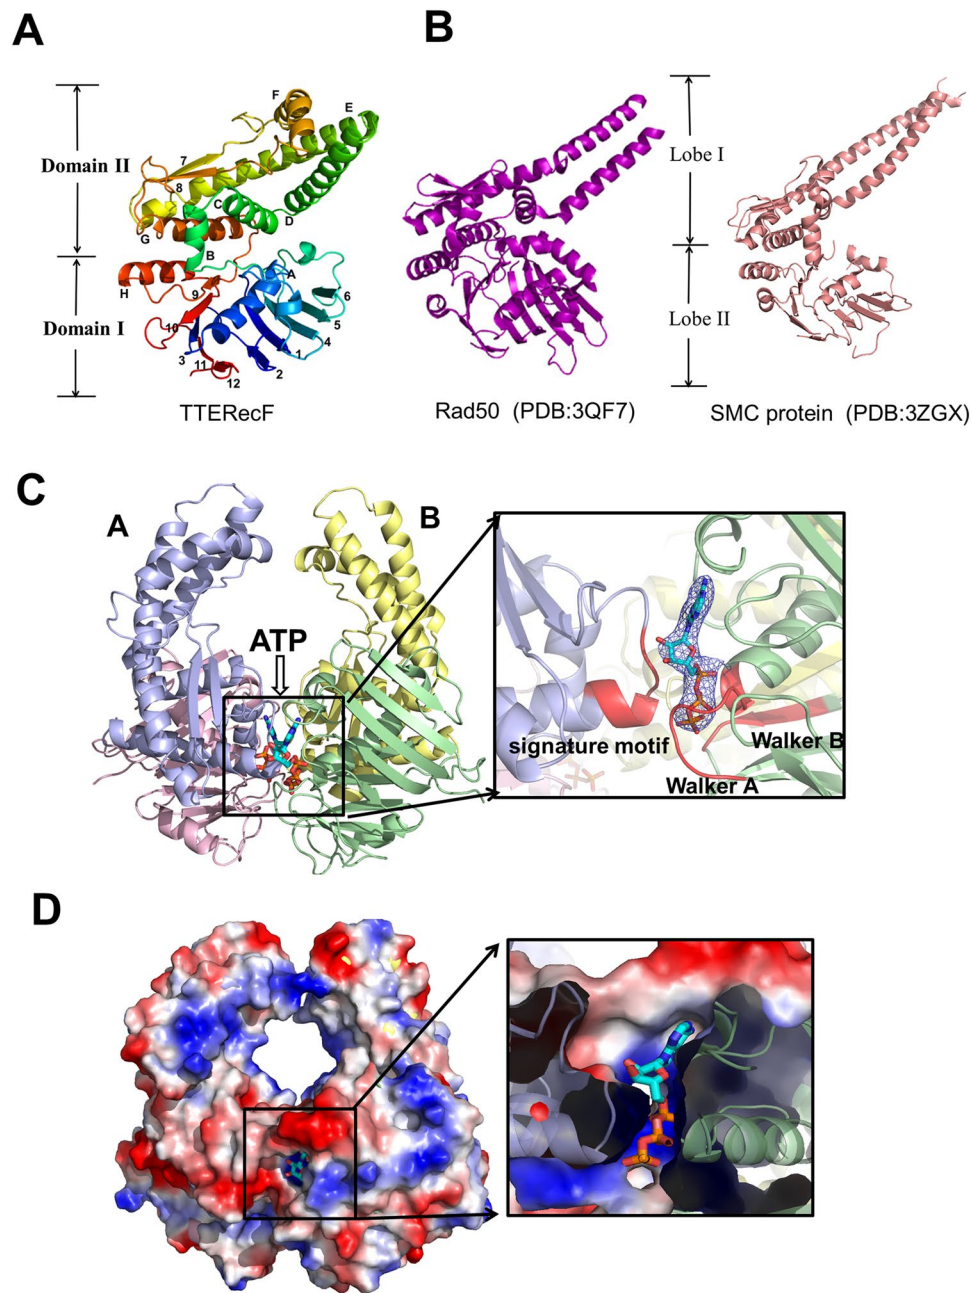 A
B
Domain II
Domain I
F
E
7
8
C
D
G
B
A
H
9
6
10
5
4
3
11
1
2
12
TTERecF
Rad50 (PDB:3QF7)
Lobe I
Lobe II
SMC protein (PDB:3ZGX)
C
A
B
ATP
signature motif
Walker B
Walker A
D